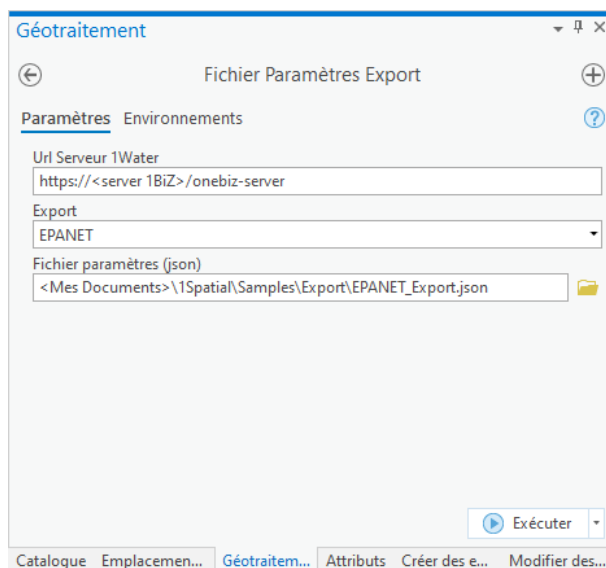 Géotraitement
Fichier Paramètres Export
Paramètres Environnements
Url Serveur 1Water
https://<server 1BiZ>/onebiz-server
Export
EPANET
Fichier paramètres (json)
<Mes Documents>\1Spatial\Samples\Export\EPANET_Export.json
Exécuter
Catalogue Emplacemen... Géotraitem... Attributs Créer des e... Modifier des...